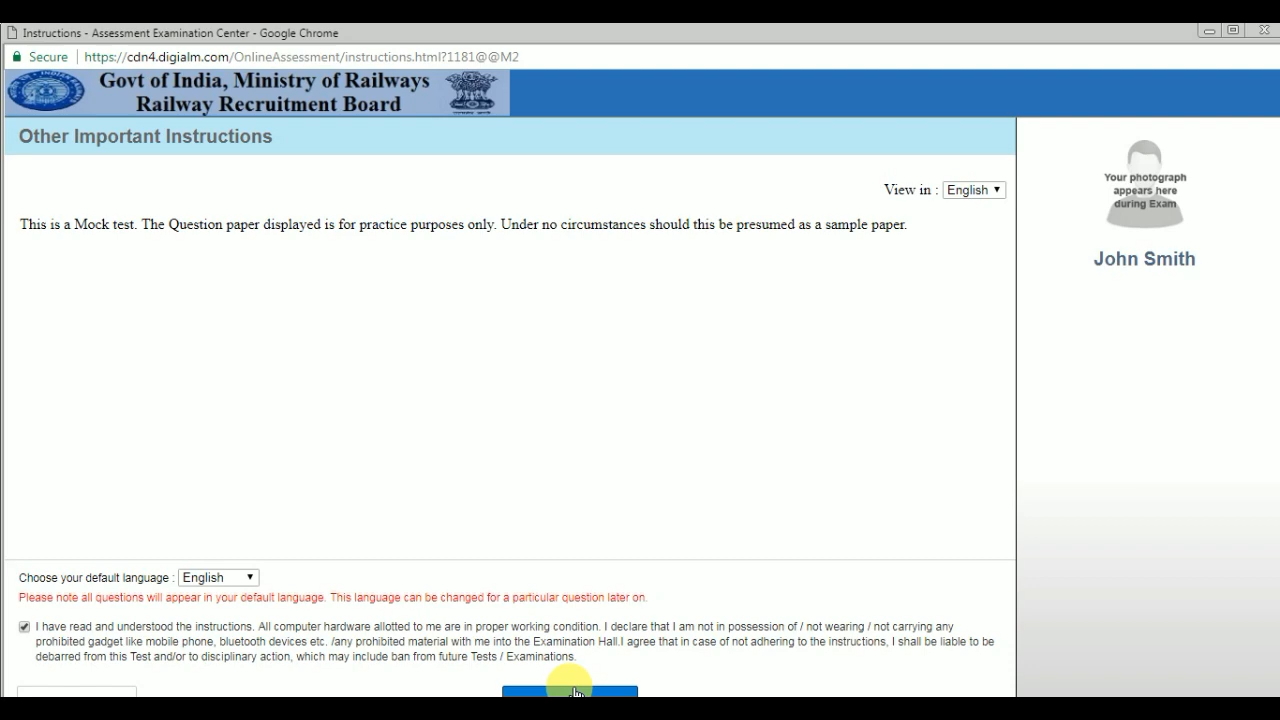 Instructions - Assessment Examination Center - Google Chrome
Secure https://cdn4.digialm.com/OnlineAssessment/instructions.html?1181@@M2
Govt of India, Ministry of Railways
Railway Recruitment Board
Other Important Instructions
View in : English
This is a Mock test. The Question paper displayed is for practice purposes only. Under no circumstances should this be presumed as a sample paper.
Your photograph
appears here
during Exam
John Smith
Choose your default language : English
Please note all questions will appear in your default language. This language can be changed for a particular question later on.
I have read and understood the instructions. All computer hardware allotted to me are in proper working condition. I declare that I am not in possession of / not wearing / not carrying any
prohibited gadget like mobile phone, bluetooth devices etc. /any prohibited material with me into the Examination Hall.I agree that in case of not adhering to the instructions, I shall be liable to be
debarred from this Test and/or to disciplinary action, which may include ban from future Tests / Examinations.